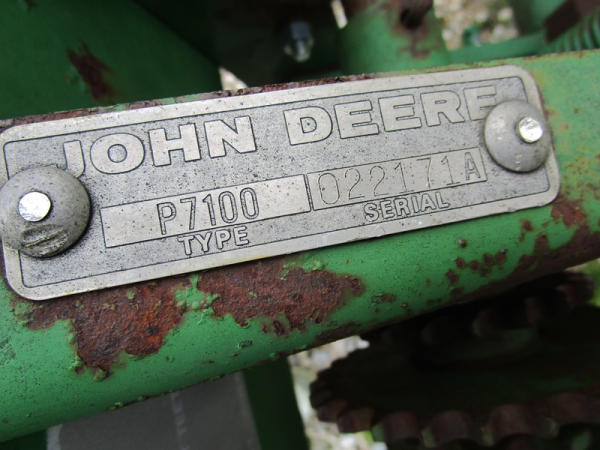 JOHN DEERE
P7100 022171A
TYPE SERIAL